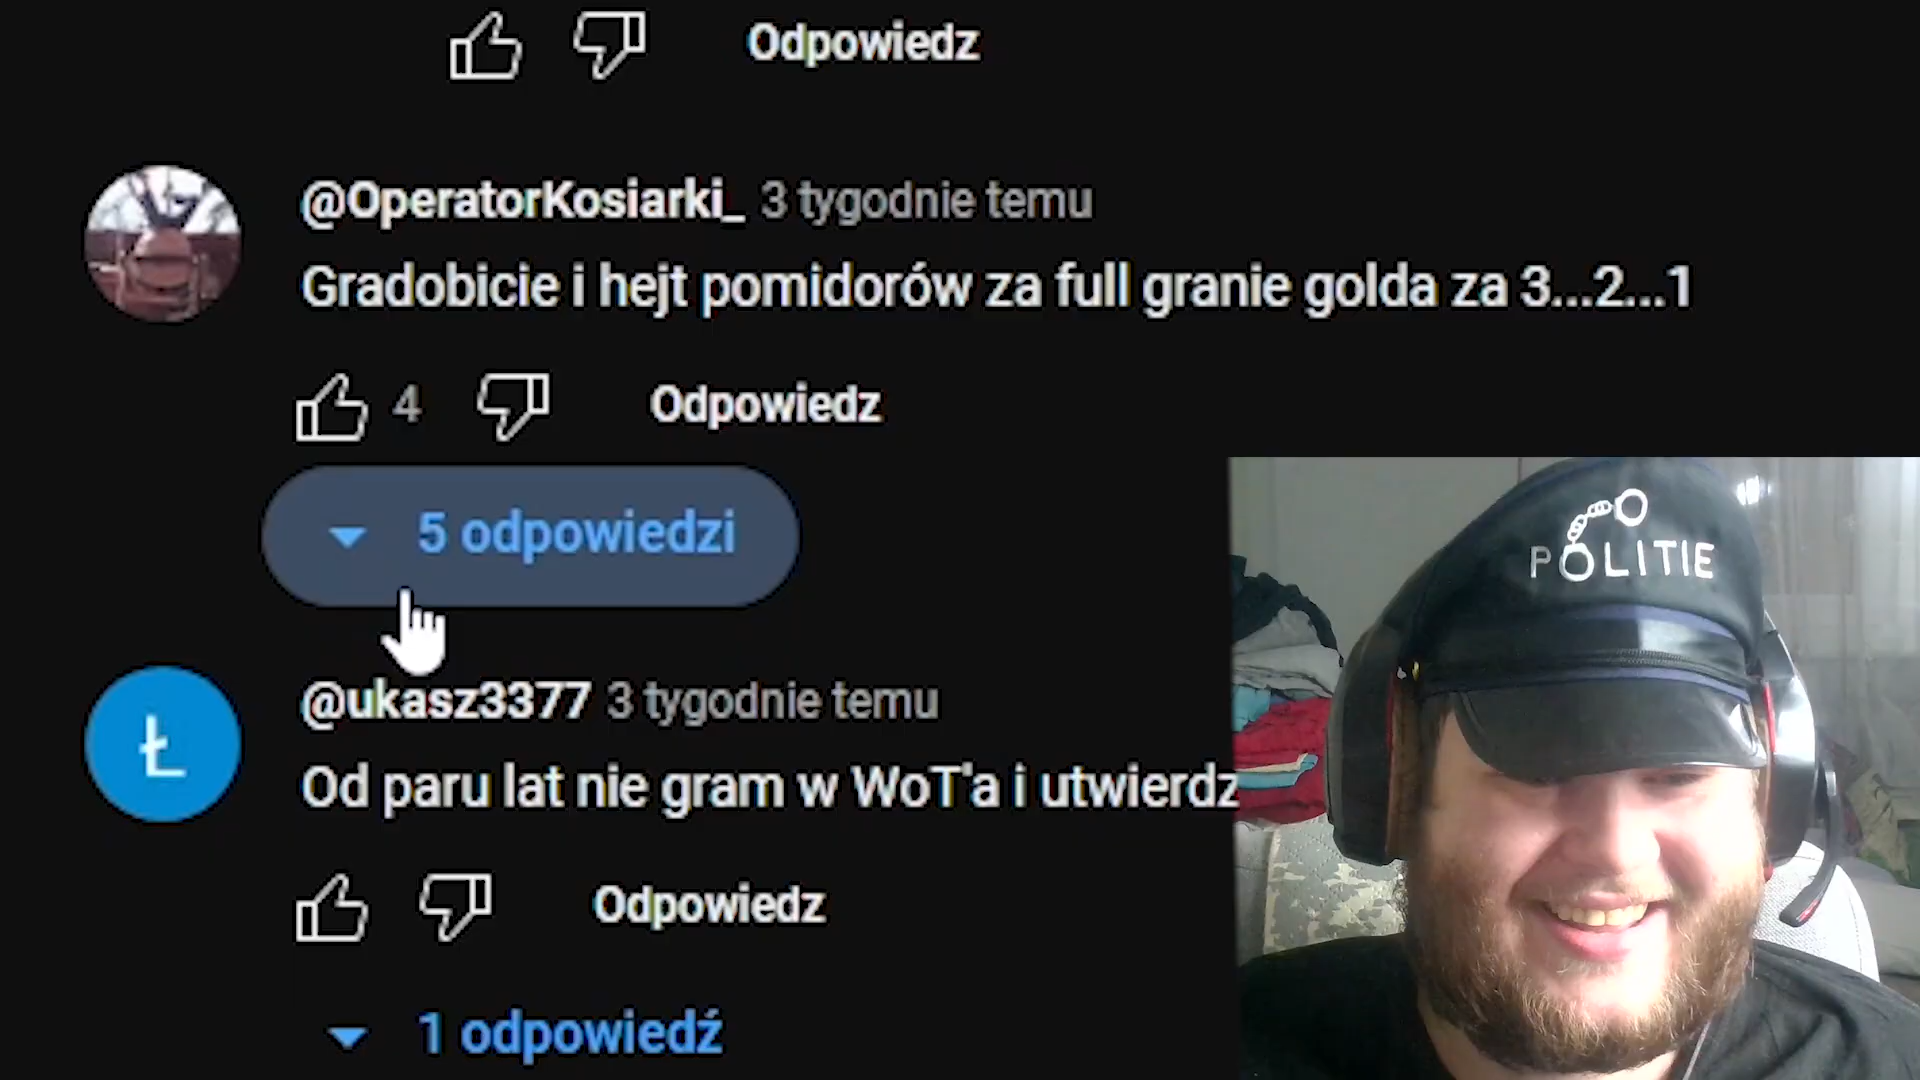 Odpowiedz
@OperatorKosiarki_ 3 tygodnie temu
Gradobicie i hejt pomidorów za full granie golda za 3...2...1
4 Odpowiedz
5 odpowiedzi
Ł
@ukasz3377 3 tygodnie temu
Od paru lat nie gram w WoT'a i utwierdz
Odpowiedz
1 odpowiedź
POLITIE